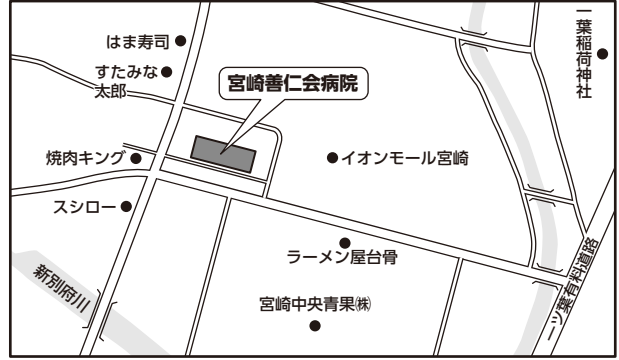 はま寿司
すたみな
太郎
宮崎善仁会病院
一葉稲荷神社
焼肉キング
イオンモール宮崎
スシロー
ラーメン屋台骨
新別府川
宮崎中央青果㈱
一ツ葉有料道路